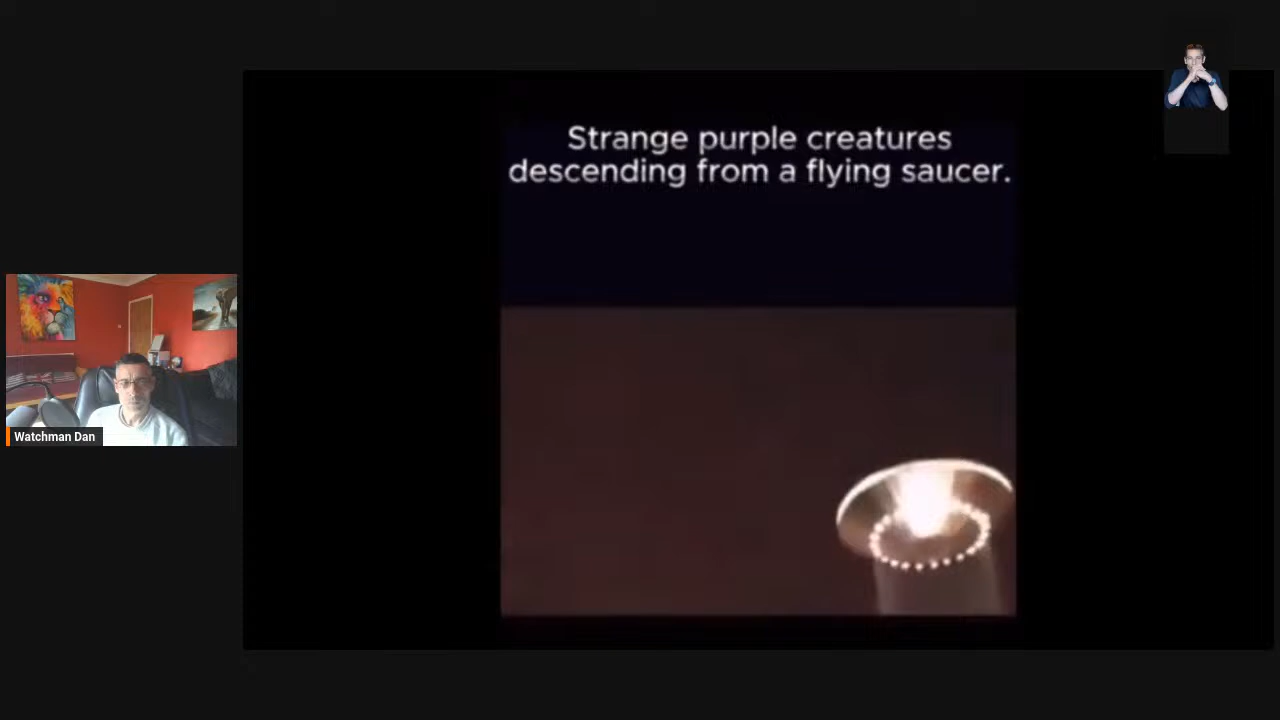 Strange purple creatures
descending from a flying saucer.
Watchman Dan